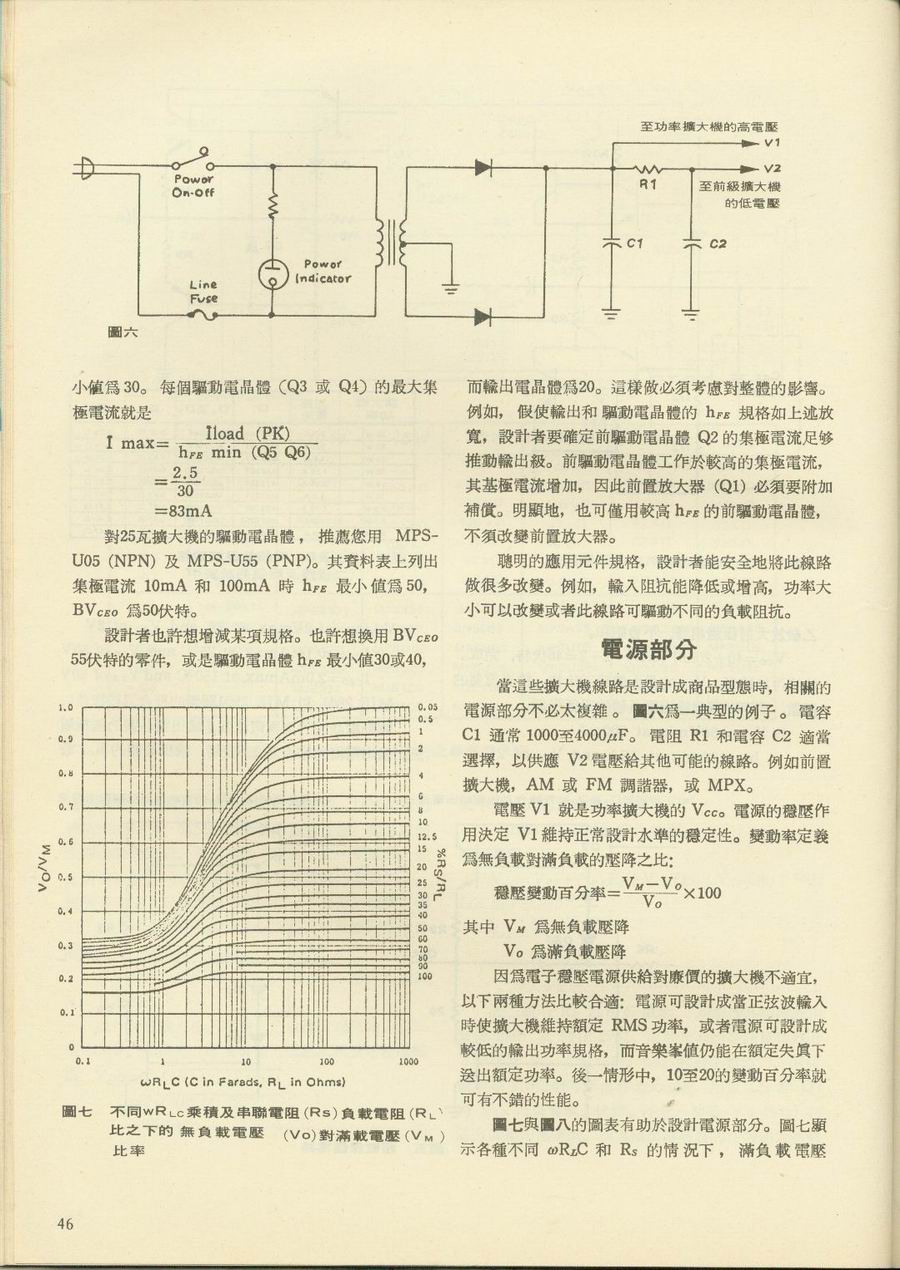 至功率擴大機的高電壓
V1
V2
R1
至前級擴大機
的低電壓
Power
On-Off
C1
C2
Power
Indicator
Line
Fuse
圖六
小値爲 30。 每個驅動電晶體 (Q3 或 Q4) 的最大集
極電流就是
I max= Iload (PK)
hFE min (Q5 Q6)
= 2.5
30
=83mA
對25瓦擴大機的驅動電晶體， 推薦您用 MPS-
U05 (NPN) 及 MPS-U55 (PNP)。其資料表上列出
集極電流 10mA 和 100mA 時 hFE 最小値爲 50,
BVCEO 爲50伏特。
設計者也許想增減某項規格。也許想換用 BVCEO
55伏特的零件， 或是驅動電晶體 hFE 最小值30或40,
1.0
0.9
0.8
0.7
0.6
0.5
0.4
0.3
0.2
0.1
0
VO/VM
0.05
0.5
1
2
4
6
8
10
12.5
15
20
25
30
35
40
50
60
70
80
90
100
%RS/RL
0.1 1 10 100 1000
ωRLC (C in Farads, RL in Ohms)
圖七 不同wRLC乘積及串聯電阻 (Rs) 負載電阻 (RL)
比之下的 無負載電壓 (Vo)對滿載電壓 (VM)
比率
而輸出電晶體爲20。這樣做必須考慮對整體的影響。
例如， 假使輸出和驅動電晶體的 hFE 規格如上述放
寬， 設計者要確定前驅動電晶體 Q2 的集極電流足够
推動輸出級。前驅動電晶體工作於較高的集極電流，
其基極電流增加， 因此前置放大器 (Q1) 必須要附加
補償。明顯地， 也可僅用較高 hFE 的前驅動電晶體，
不須改變前置放大器。
聰明的應用元件規格， 設計者能安全地將此線路
做很多改變。例如， 輸入阻抗能降低或增高， 功率大
小可以改變或者此線路可驅動不同的負載阻抗。
電源部分
當這些擴大機線路是設計成商品型態時， 相關的
電源部分不必太複雜。 圖六爲一典型的例子。 電容
C1 通常 1000至4000μF。 電阻 R1 和電容 C2 適當
選擇， 以供應 V2 電壓給其他可能的線路。例如前置
擴大機， AM 或 FM 調諧器， 或 MPX。
電壓 V1 就是功率擴大機的 Vcc。電源的穩壓作
用決定 V1 維持正常設計水準的穩定性。變動率定義
爲無負載對滿負載的壓降之比:
穩壓變動百分率= VM－Vo ×100
Vo
其中 VM 爲無負載壓降
Vo 爲滿負載壓降
因爲電子穩壓電源供給對廉價的擴大機不適宜，
以下兩種方法比較合適: 電源可設計成當正弦波輸入
時使擴大機維持額定 RMS 功率， 或者電源可設計成
較低的輸出功率規格， 而音樂峯值仍能在額定失眞下
送出額定功率。後一情形中， 10至20的變動百分率就
可有不錯的性能。
圖七與圖八的圖表有助於設計電源部分。圖七顯
示各種不同 ωRLC 和 Rs 的情況下， 滿負載電壓
46